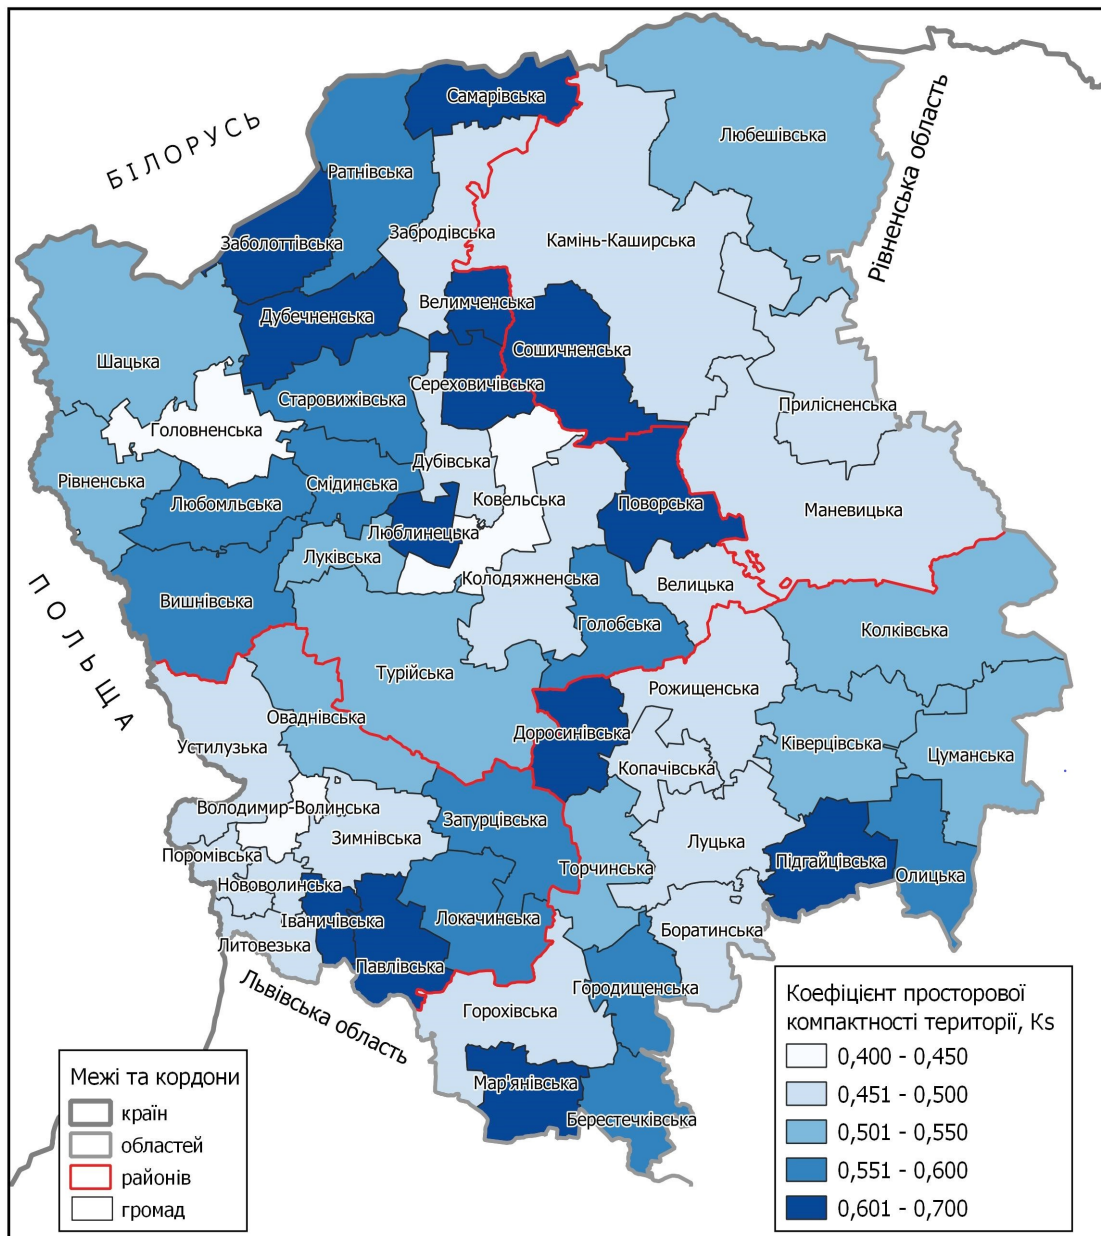 Самарівська
БІЛОРУСЬ
Любешівська
Ратнівська
Рівненська область
Заболоттівська
Забродівська
Камінь-Каширська
Велимченська
Дубечненська
Сошичненська
Шацька
Сереховичівська
Старовижівська
Прилісненська
Головненська
Дубівська
Рівненська
Смідинська
Ковельська
Любомльська
Поворська
Маневицька
Люблинецька
Луківська
Колодяжненська
Велицька
ПОЛЬЩА
Вишнівська
Голобська
Колківська
Турійська
Рожищенська
Оваднівська
Устилузька
Доросинівська
Ківерцівська
Цуманська
Копачівська
Володимир-Волинська
Затурцівська
Зимнівська
Луцька
Поромівська
Торчинська
Підгайцівська
Олицька
Нововолинська
Іваничівська
Локачинська
Литовезька
Боратинська
Павлівська
Львівська область
Городищенська
Горохівська
Мар'янівська
Берестечківська
Межі та кордони
країн
областей
районів
громад
Коефіцієнт просторової
компактності території, Ks
0,400 - 0,450
0,451 - 0,500
0,501 - 0,550
0,551 - 0,600
0,601 - 0,700